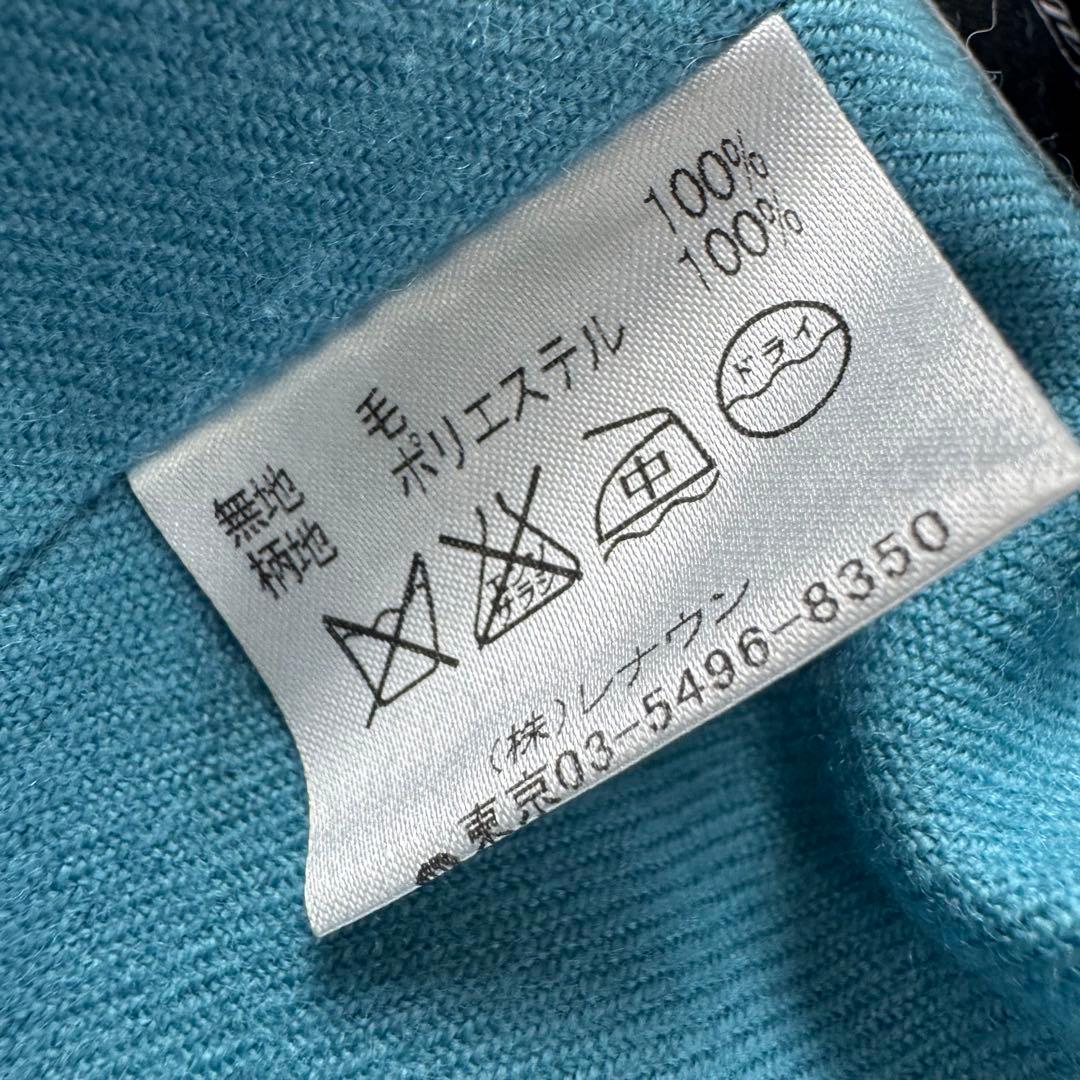 無地 毛 100%
柄地 ポリエステル 100%
エンソ サラシ
中
ドライ
(株)レナウン
東京03-5496-8350